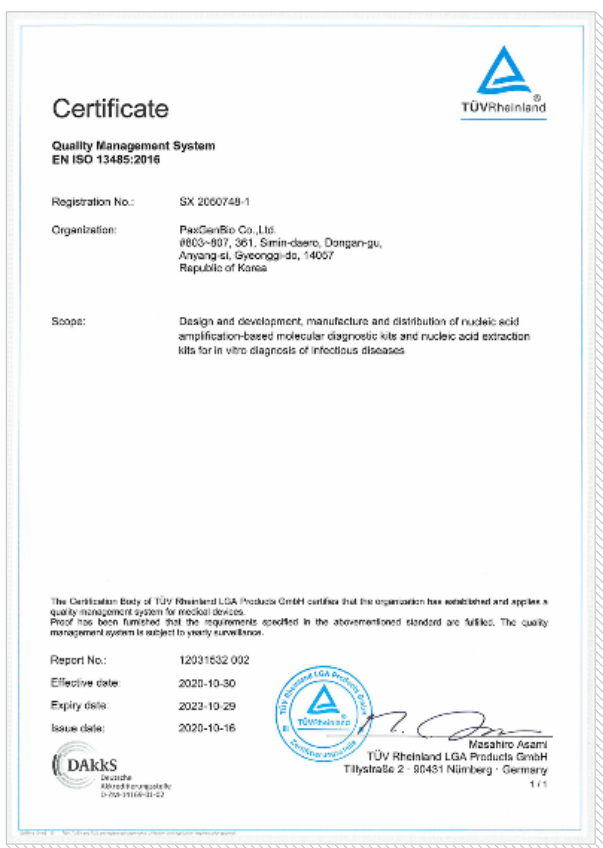 TÜVRheinland
Certificate
Quality Management System
EN ISO 13485:2016
Registration No.: SX 2060748-1
Organization: PaxGenBio Co.,Ltd.
#803~807, 361, Simin-daero, Dongan-gu,
Anyang-si, Gyeonggi-do, 14057
Republic of Korea
Scope: Design and development, manufacture and distribution of nucleic acid
amplification-based molecular diagnostic kits and nucleic acid extraction
kits for in vitro diagnosis of infectious diseases
The Certification Body of TÜV Rheinland LGA Products GmbH certifies that the organization has established and applies a
quality management system for medical devices.
Proof has been furnished that the requirements specified in the abovementioned standard are fulfilled. The quality
management system is subject to yearly surveillance.
Report No.: 12031532 002
Effective date: 2020-10-30
Expiry date: 2023-10-29
Issue date: 2020-10-16
TÜV Rheinland LGA Products GmbH
TÜVRheinland
Zertifizierungsstelle
Masahiro Asami
TÜV Rheinland LGA Products GmbH
Tillystraße 2 · 90431 Nürnberg · Germany
1 / 1
DAkkS
Deutsche
Akkreditierungsstelle
D-ZM-14169-01-02